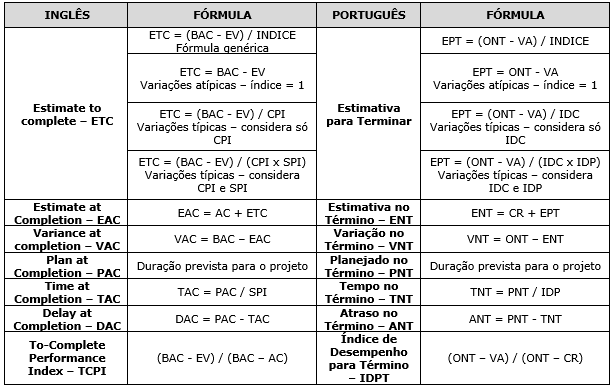 INGLÊS FÓRMULA PORTUGUÊS FÓRMULA
Estimate to
complete – ETC
ETC = (BAC - EV) / INDICE
Fórmula genérica
ETC = BAC - EV
Variações atípicas – índice = 1
ETC = (BAC - EV) / CPI
Variações típicas – considera só
CPI
ETC = (BAC - EV) / (CPI x SPI)
Variações típicas – considera
CPI e SPI
Estimativa
para Terminar
EPT = (ONT - VA) / INDICE
EPT = ONT - VA
Variações atípicas – índice = 1
EPT = (ONT - VA) / IDC
Variações típicas – considera só
IDC
EPT = (ONT - VA) / (IDC x IDP)
Variações típicas – considera
IDC e IDP
Estimate at
Completion – EAC
EAC = AC + ETC
Estimativa no
Término – ENT
ENT = CR + EPT
Variance at
completion – VAC
VAC = BAC – EAC
Variação no
Término – VNT
VNT = ONT – ENT
Plan at
Completion – PAC
Duração prevista para o projeto
Planejado no
Término – PNT
Duração prevista para o projeto
Time at
Completion – TAC
TAC = PAC / SPI
Tempo no
Término – TNT
TNT = PNT / IDP
Delay at
Completion – DAC
DAC = PAC - TAC
Atraso no
Término – ANT
ANT = PNT - TNT
To-Complete
Performance
Index – TCPI
(BAC - EV) / (BAC – AC)
Índice de
Desempenho
para Término
– IDPT
(ONT – VA) / (ONT – CR)